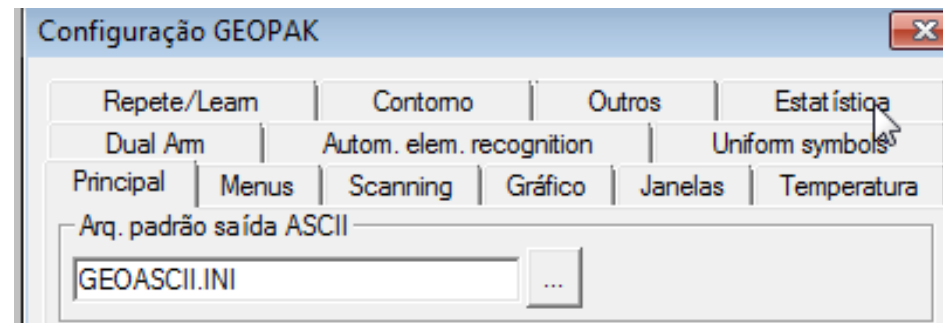 Configuração GEOPAK
Repete/Learn Contorno Outros Estatística
Dual Arm Autom. elem. recognition Uniform symbols
Principal Menus Scanning Gráfico Janelas Temperatura
Arq. padrão saída ASCII
GEOASCII.INI ...